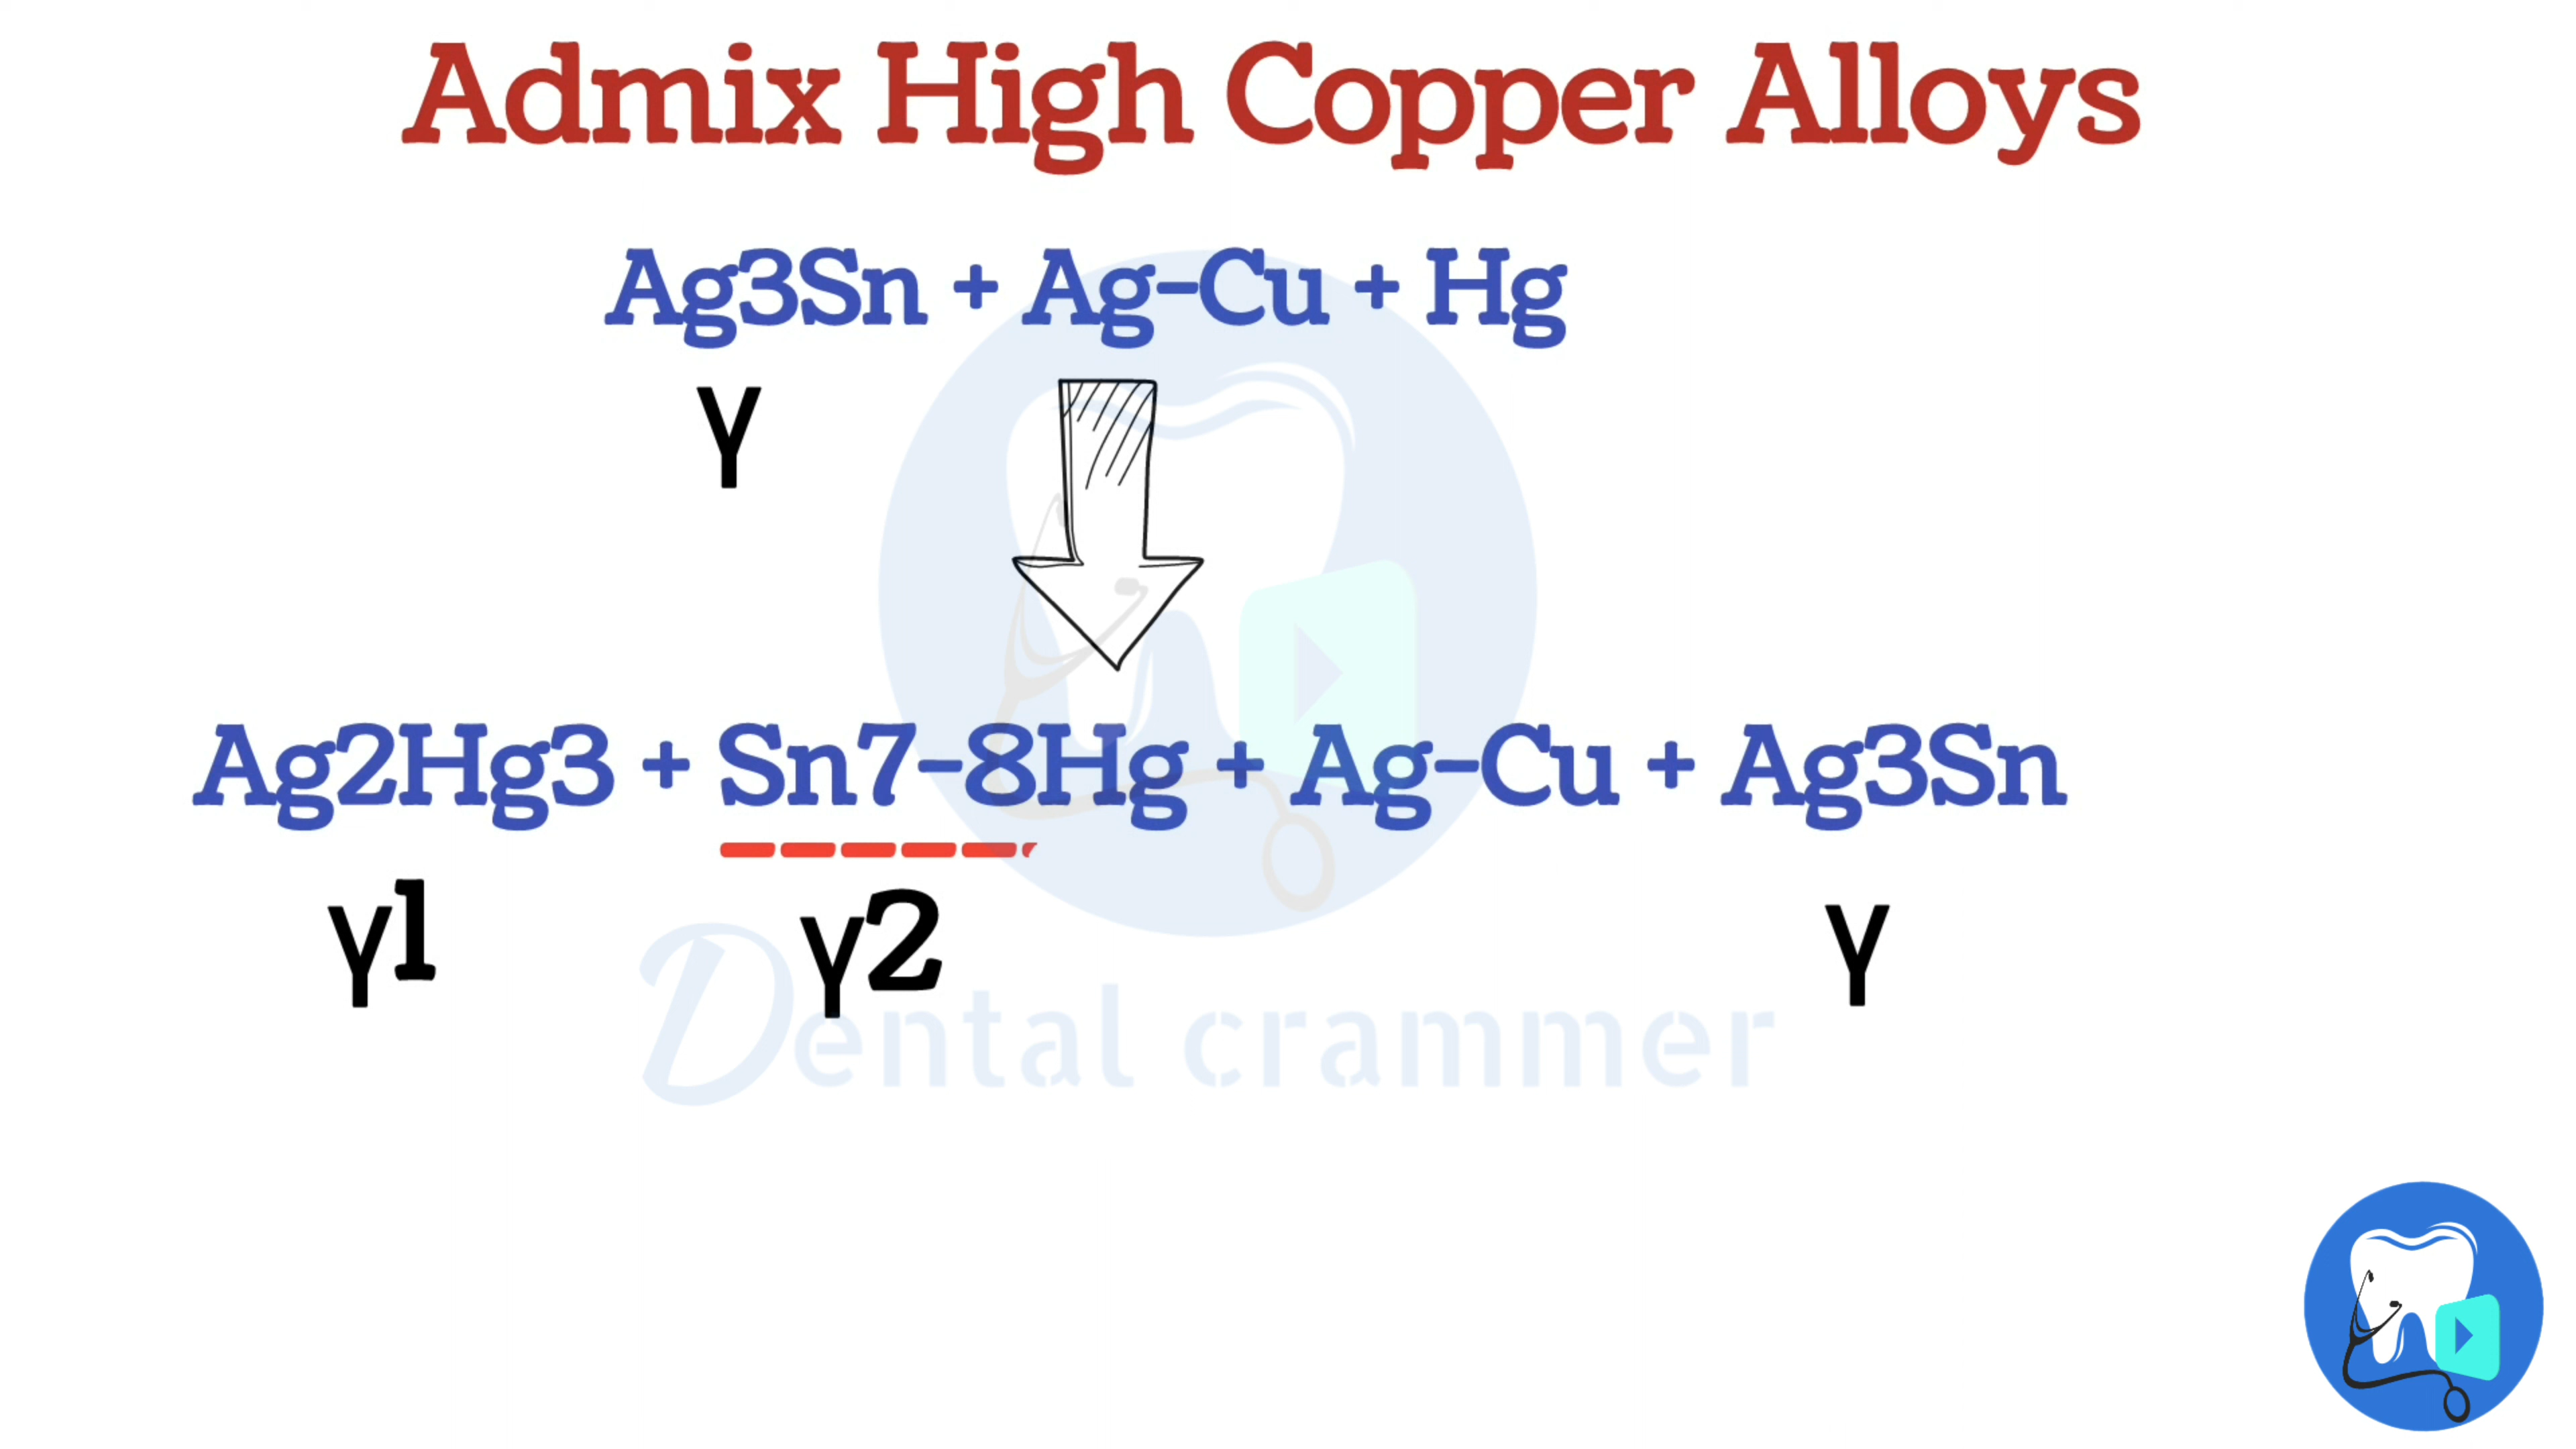 Admix High Copper Alloys
Ag3Sn + Ag-Cu + Hg
γ
Ag2Hg3 + Sn7-8Hg + Ag-Cu + Ag3Sn
γ1 γ2 γ
Dental crammer